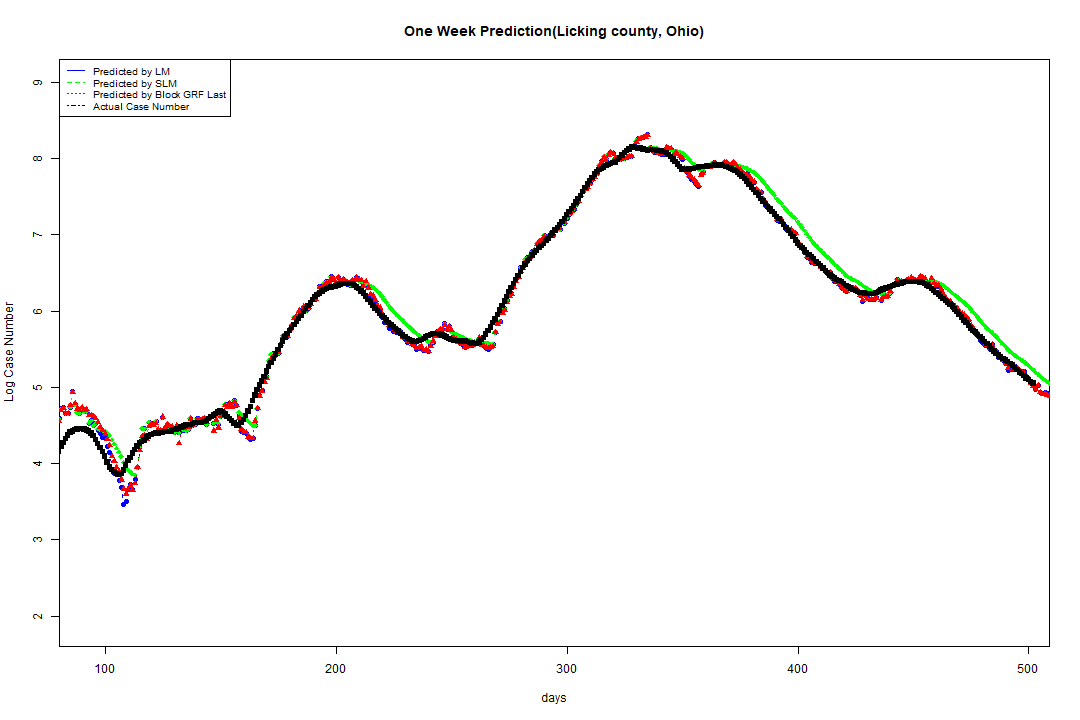 One Week Prediction(Licking county, Ohio)
Predicted by LM
Predicted by SLM
Predicted by Block GRF Last
Actual Case Number
9
8
7
6
5
4
3
2
Log Case Number
100 200 300 400 500
days